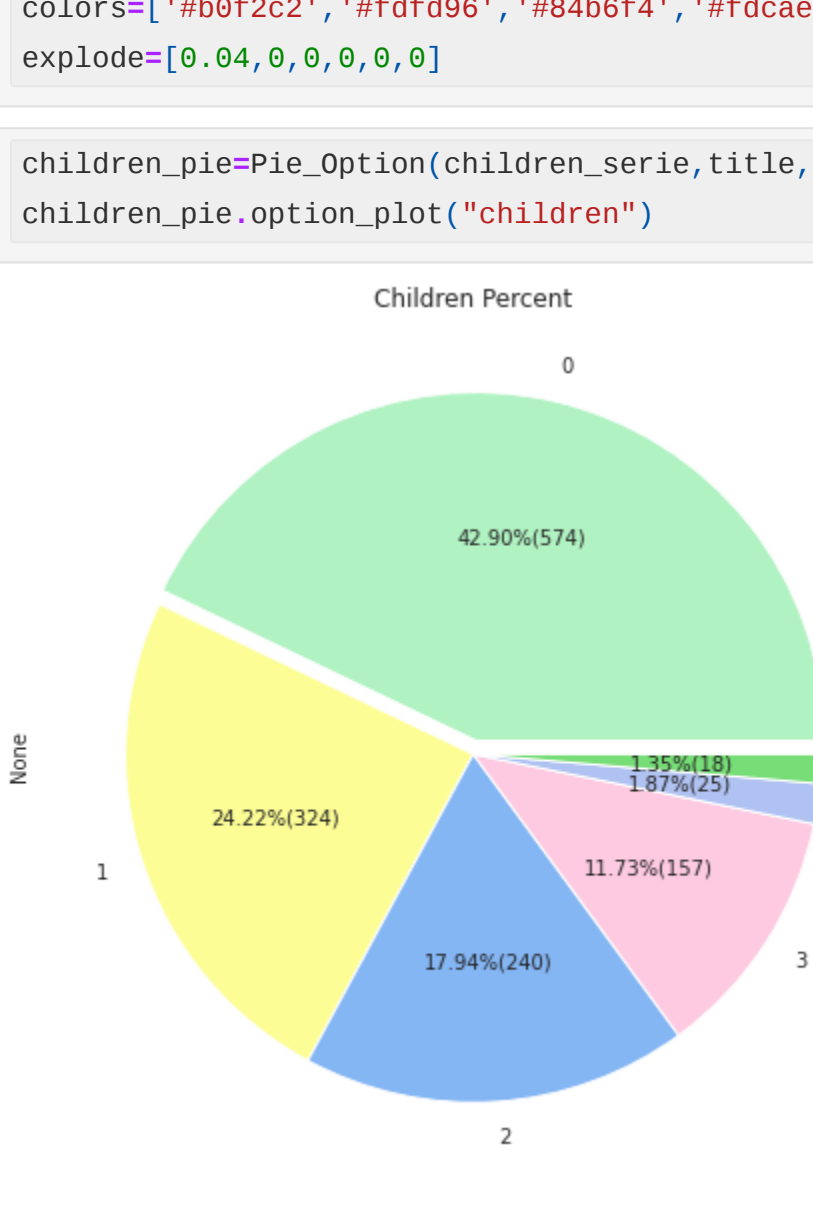 colors=['#b0f2c2','#fdfd96','#84b6f4','#fdcae
explode=[0.04,0,0,0,0,0]
children_pie=Pie_Option(children_serie,title,
children_pie.option_plot("children")
Children Percent
0
42.90%(574)
None
1.35%(18)
1.87%(25)
24.22%(324)
11.73%(157)
1
17.94%(240)
3
2